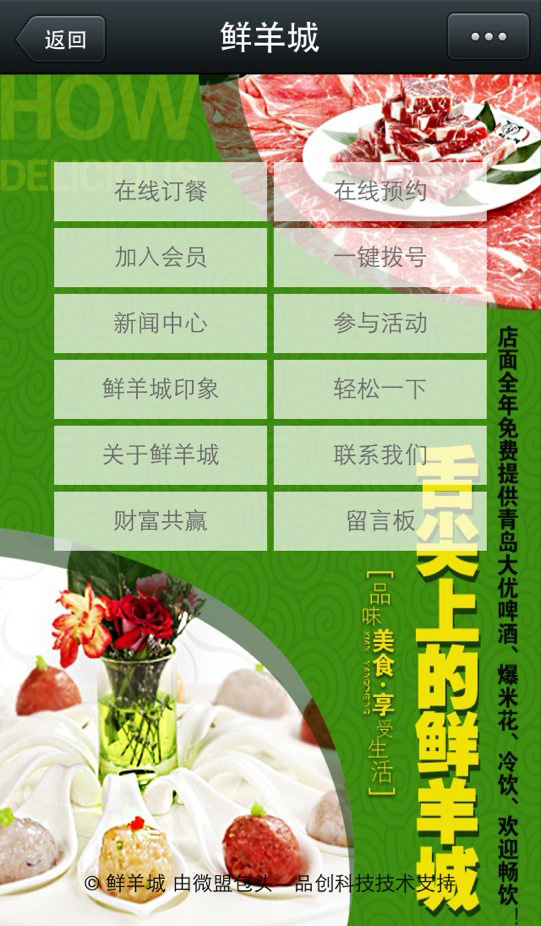 返回
鲜羊城
HOW
DELICIOUS
在线订餐
在线预约
加入会员
一键拨号
新闻中心
参与活动
鲜羊城印象
轻松一下
关于鲜羊城
联系我们
财富共赢
留言板
店面全年免费提供青岛大优啤酒、爆米花、冷饮、欢迎畅饮!
舌尖上的鲜羊城
[品味美食·享受生活]
© 鲜羊城 由微盟包头一品创科技技术支持